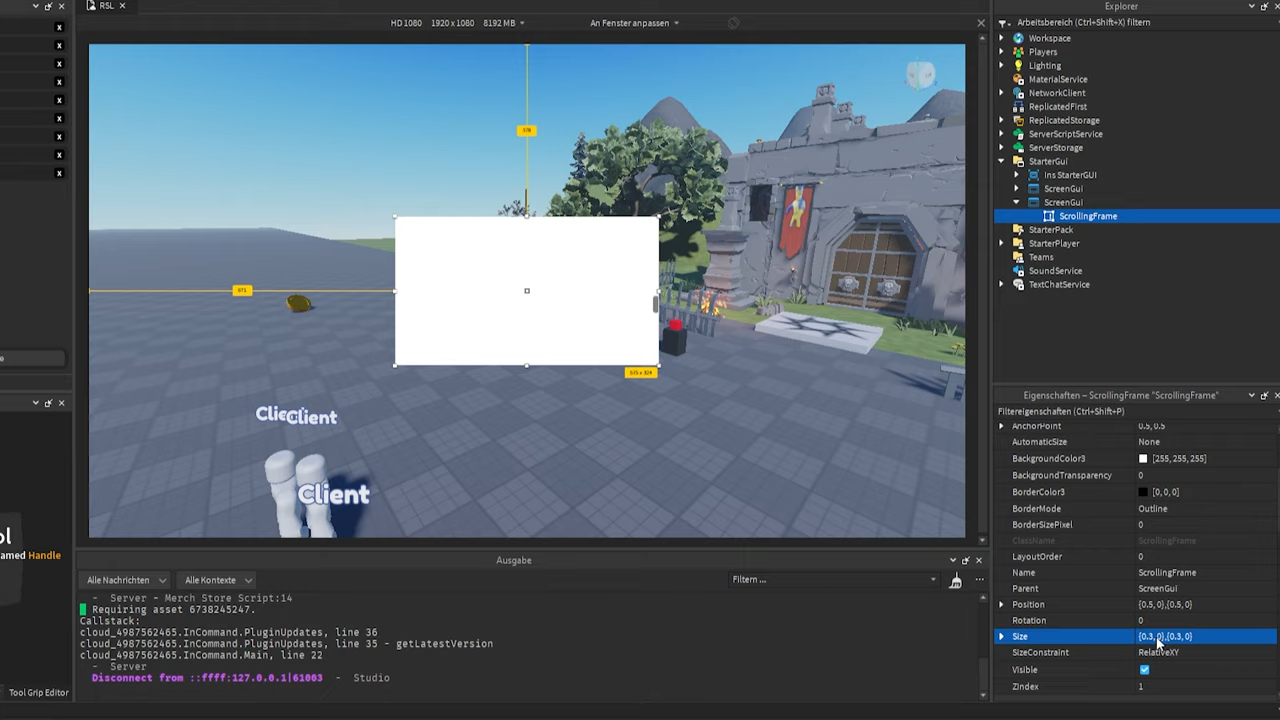 RSL
HD 1080 1920 x 1080 8192 MB
An Fenster anpassen
Client
Client
Client
ol
amed Handle
Tool Grip Editor
Ausgabe
Alle Nachrichten
Alle Kontexte
Filtern ...
- Server - Merch Store Script:14
Requiring asset 6738245247.
Callstack:
cloud_4987562465.InCommand.PluginUpdates, line 36
cloud_4987562465.InCommand.PluginUpdates, line 35 - getLatestVersion
cloud_4987562465.InCommand.Main, line 22
- Server
Disconnect from ::ffff:127.0.0.1|61003 - Studio
Explorer
Arbeitsbereich (Ctrl+Shift+X) filtern
Workspace
Players
Lighting
MaterialService
NetworkClient
ReplicatedFirst
ReplicatedStorage
ServerScriptService
ServerStorage
StarterGui
Ins StarterGUI
ScreenGui
ScreenGui
ScrollingFrame
StarterPack
StarterPlayer
Teams
SoundService
TextChatService
Eigenschaften – ScrollingFrame "ScrollingFrame"
Filtereigenschaften (Ctrl+Shift+P)
AnchorPoint 0.5, 0.5
AutomaticSize None
BackgroundColor3 [255, 255, 255]
BackgroundTransparency 0
BorderColor3 [0, 0, 0]
BorderMode Outline
BorderSizePixel 0
ClassName ScrollingFrame
LayoutOrder 0
Name ScrollingFrame
Parent ScreenGui
Position {0.5, 0},{0.5, 0}
Rotation 0
Size {0.3, 0},{0.3, 0}
SizeConstraint RelativeXY
Visible
ZIndex 1